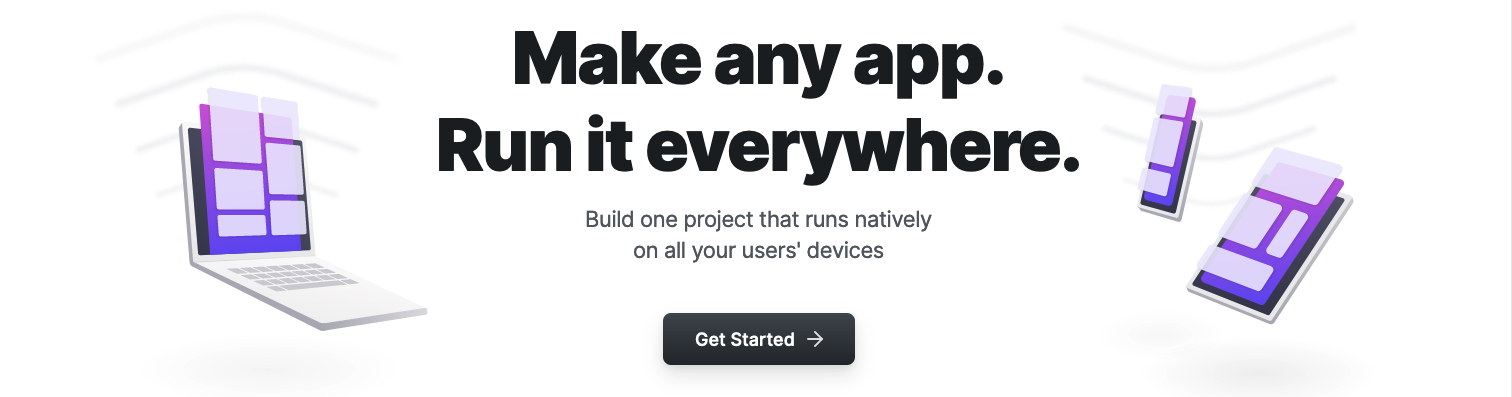 Make any app.
Run it everywhere.
Build one project that runs natively
on all your users' devices
Get Started →